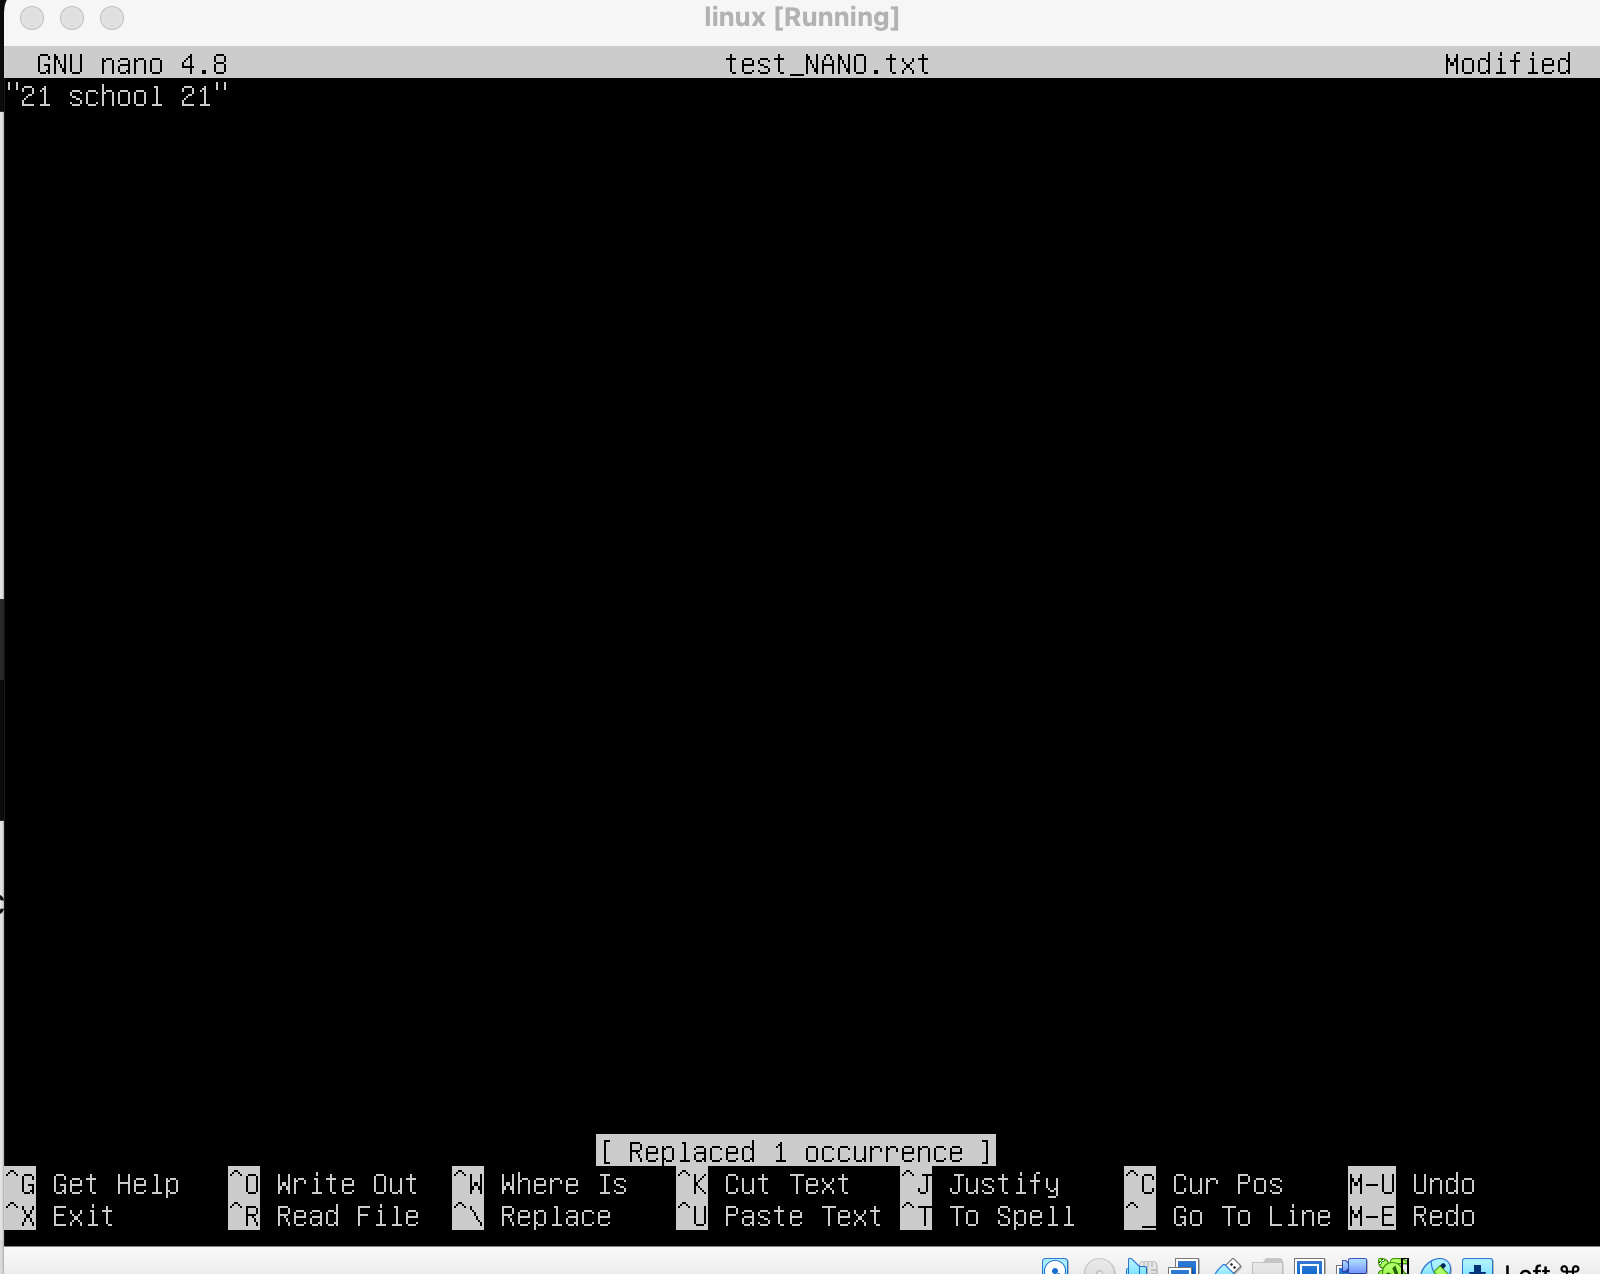 linux [Running]
GNU nano 4.8 test_NANO.txt Modified
"21 school 21"
[ Replaced 1 occurrence ]
^G Get Help ^O Write Out ^W Where Is ^K Cut Text ^J Justify ^C Cur Pos M-U Undo
^X Exit ^R Read File ^\ Replace ^U Paste Text ^T To Spell ^_ Go To Line M-E Redo
Left ⌘